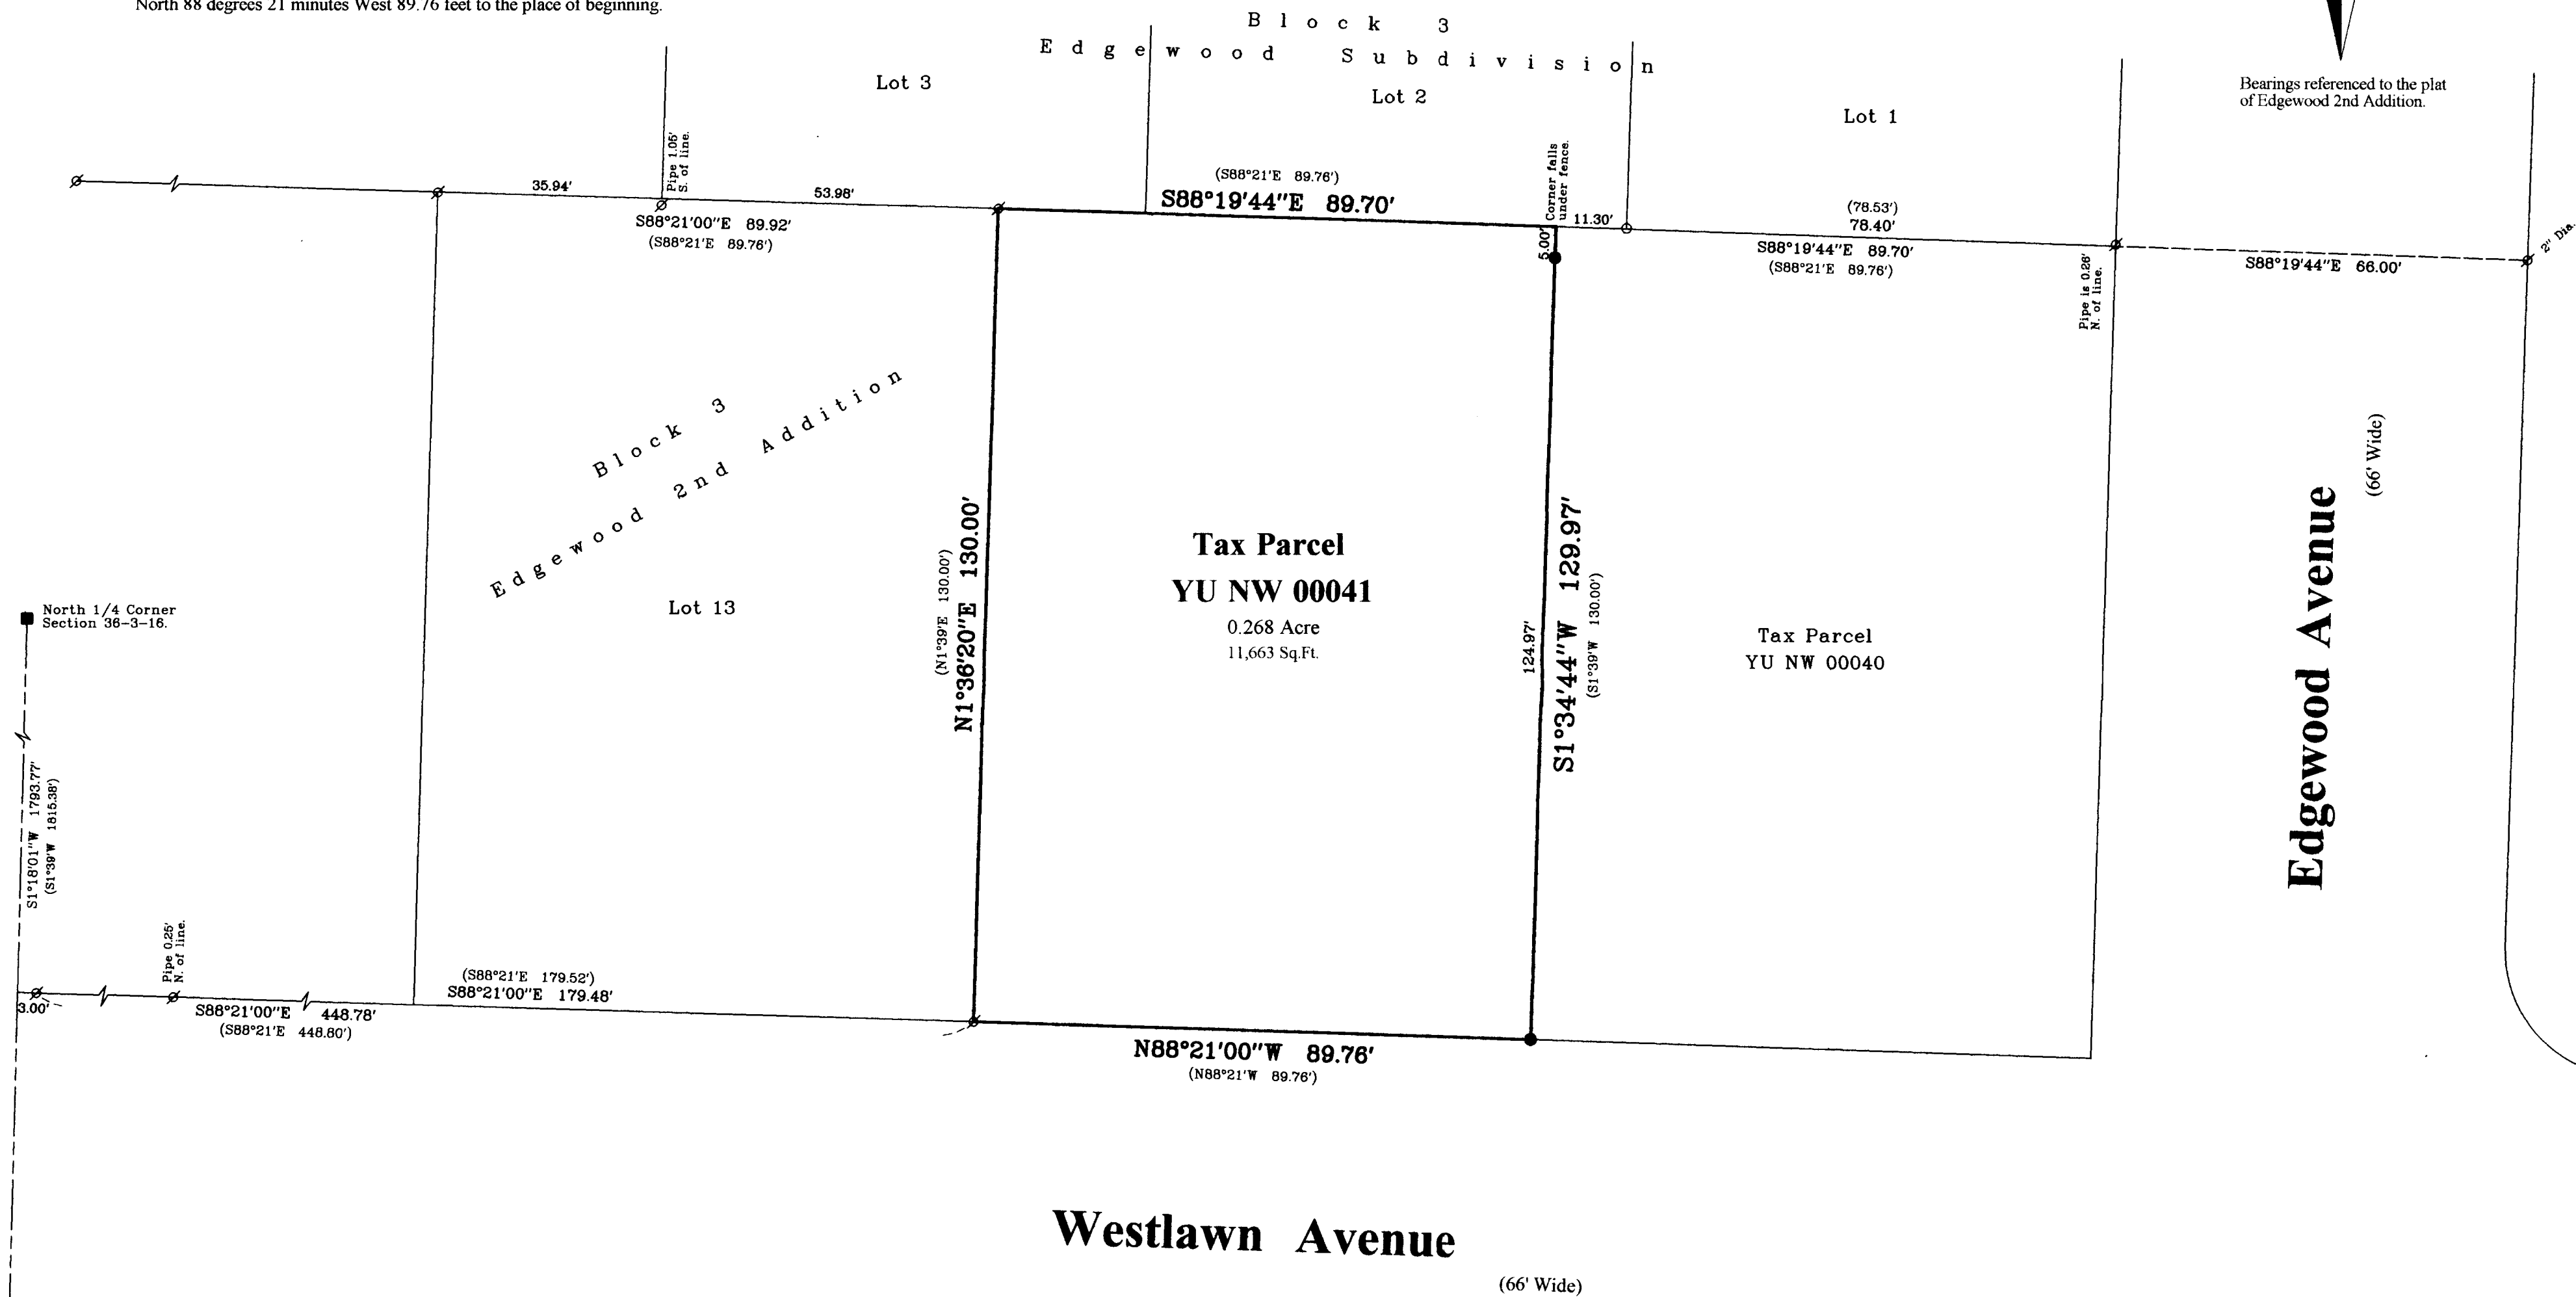 North 88 degrees 21 minutes West 89.76 feet to the place of beginning.
Block 3
Edgewood Subdivision
Lot 3
Lot 2
Lot 1
Bearings referenced to the plat
of Edgewood 2nd Addition.
Pipe 1.05'
S. of line.
Corner falls
under fence.
35.94'
53.98'
S88°21'00"E 89.92'
(S88°21'E 89.76')
(S88°21'E 89.76')
S88°19'44"E 89.70'
5.00'
11.30'
(78.53')
78.40'
S88°19'44"E 89.70'
(S88°21'E 89.76')
Pipe is 0.26'
N. of line.
S88°19'44"E 66.00'
2" Dia.
Block 3
Edgewood 2nd Addition
Lot 13
North 1/4 Corner
Section 36-3-16.
(N1°39'E 130.00')
N1°36'20"E 130.00'
Tax Parcel
YU NW 00041
0.268 Acre
11,663 Sq.Ft.
124.97'
S1°34'44"W 129.97'
(S1°39'W 130.00')
Tax Parcel
YU NW 00040
Edgewood Avenue
(66' Wide)
S1°18'01"W 1793.77'
(S1°39'W 1815.38')
Pipe 0.25'
N. of line.
3.00'
S88°21'00"E 448.78'
(S88°21'E 448.80')
(S88°21'E 179.52')
S88°21'00"E 179.48'
N88°21'00"W 89.76'
(N88°21'W 89.76')
Westlawn Avenue
(66' Wide)